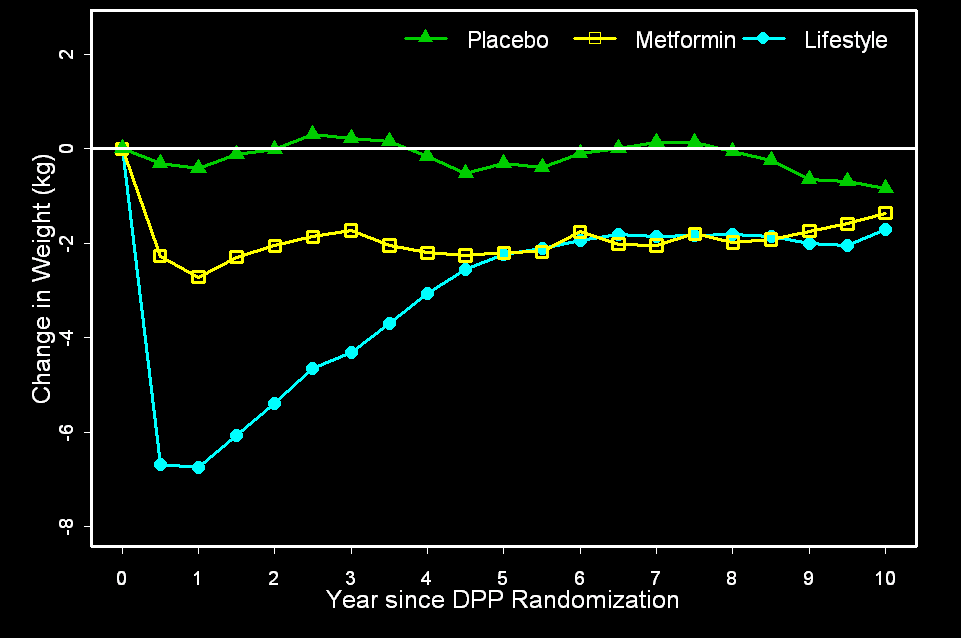 Placebo Metformin Lifestyle
2
0
-2
-4
-6
-8
Change in Weight (kg)
0 1 2 3 4 5 6 7 8 9 10
Year since DPP Randomization